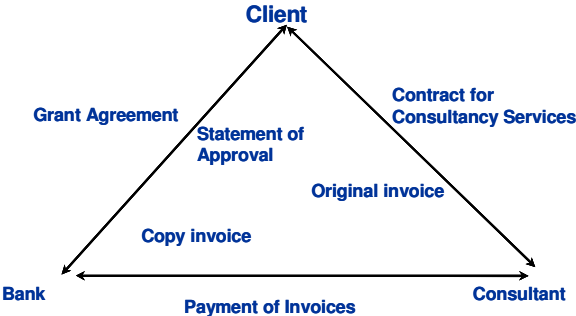 Client
Grant Agreement
Contract for
Consultancy Services
Statement of
Approval
Original invoice
Copy invoice
Bank
Consultant
Payment of Invoices